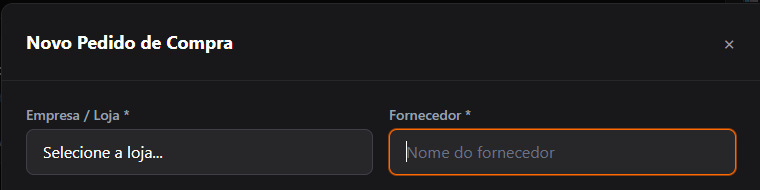 Novo Pedido de Compra ×
Empresa / Loja * Fornecedor *
Selecione a loja... Nome do fornecedor